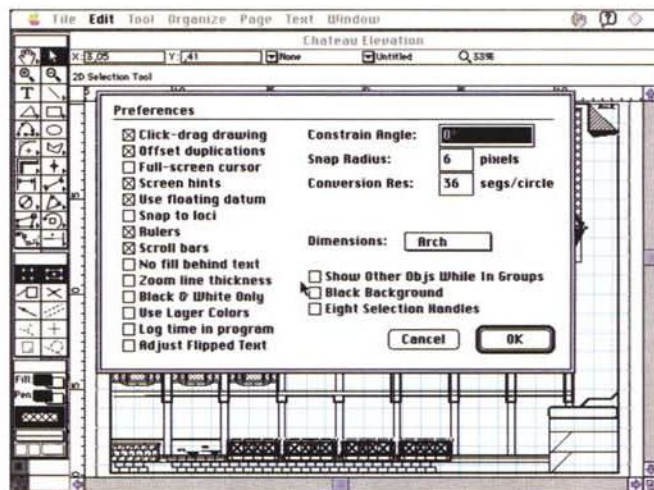 File Edit Tool Organize Page Text Window
Chateau Elevation
X: 3,05 Y: ,41 None Untitled 33%
2D Selection Tool
Preferences
Click-drag drawing
Offset duplications
Full-screen cursor
Screen hints
Use floating datum
Snap to loci
Rulers
Scroll bars
No fill behind text
Zoom line thickness
Black & White Only
Use Layer Colors
Log time in program
Adjust Flipped Text
Constrain Angle: 0°
Snap Radius: 6 pixels
Conversion Res: 36 segs/circle
Dimensions: Arch
Show Other Objs While In Groups
Black Background
Eight Selection Handles
Cancel OK
Fill
Pen